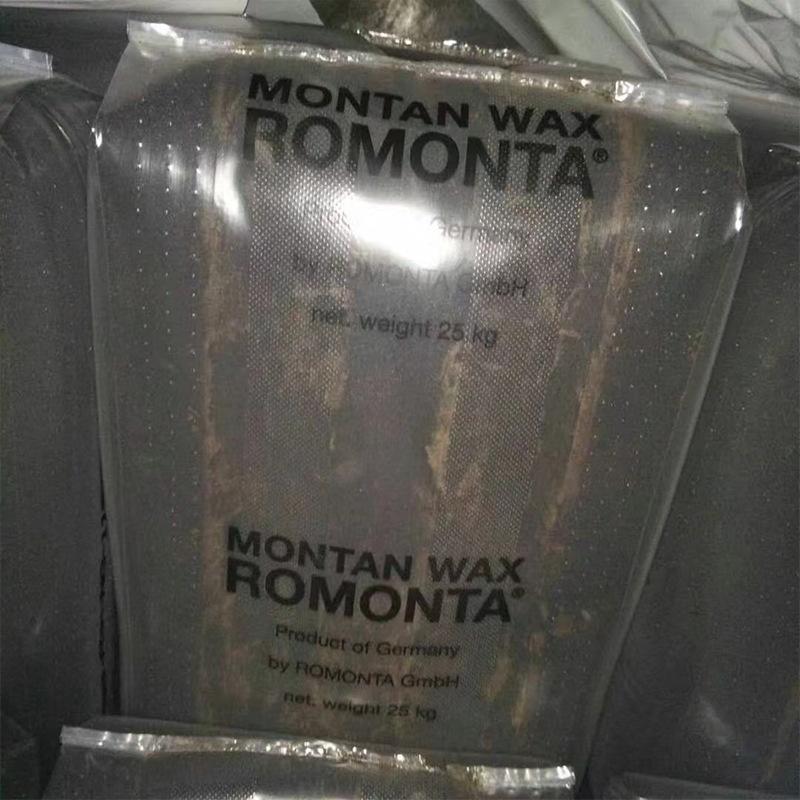 MONTAN WAX
ROMONTA®
Germany
by ROMONTA GmbH
net. weight 25 kg
MONTAN WAX
ROMONTA®
Product of Germany
by ROMONTA GmbH
net. weight 25 kg